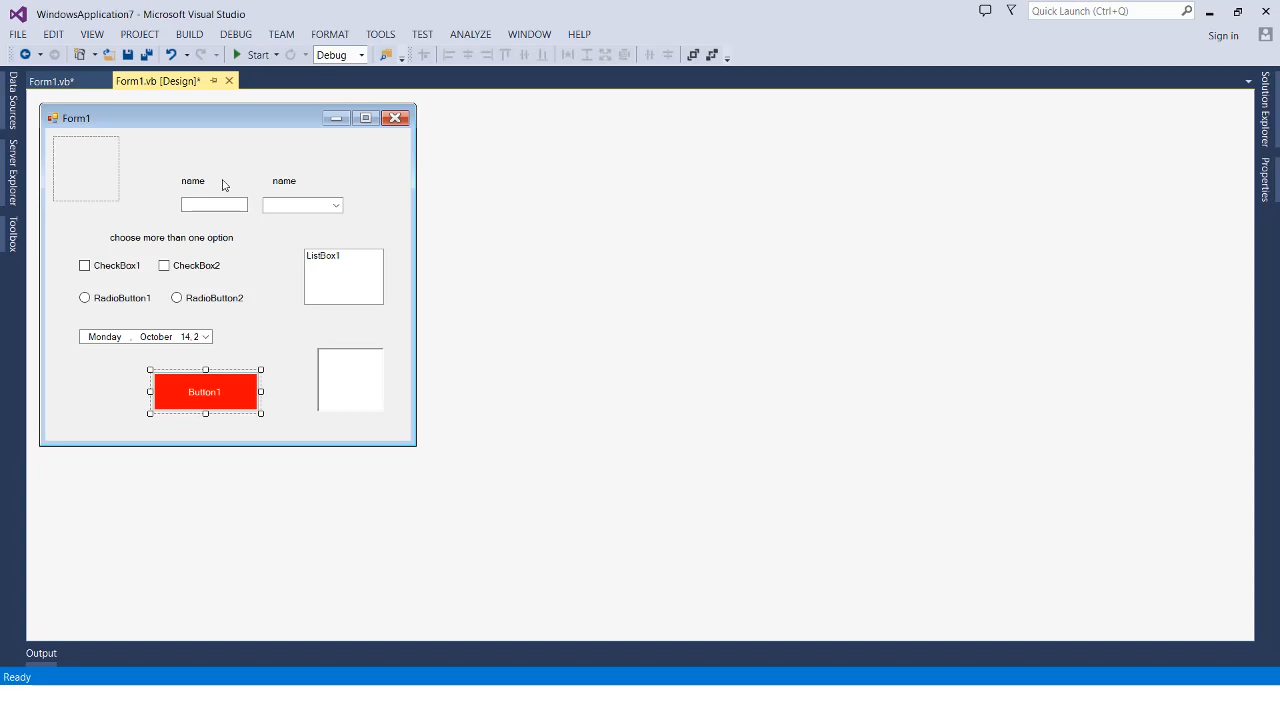 WindowsApplication7 - Microsoft Visual Studio
Quick Launch (Ctrl+Q)
FILE EDIT VIEW PROJECT BUILD DEBUG TEAM FORMAT TOOLS TEST ANALYZE WINDOW HELP
Sign in
Start Debug
Form1.vb* Form1.vb [Design]*
Data Sources
Server Explorer
Toolbox
Solution Explorer
Properties
Form1
name name
choose more than one option
ListBox1
CheckBox1 CheckBox2
RadioButton1 RadioButton2
Monday , October 14, 2
Button1
Output
Ready